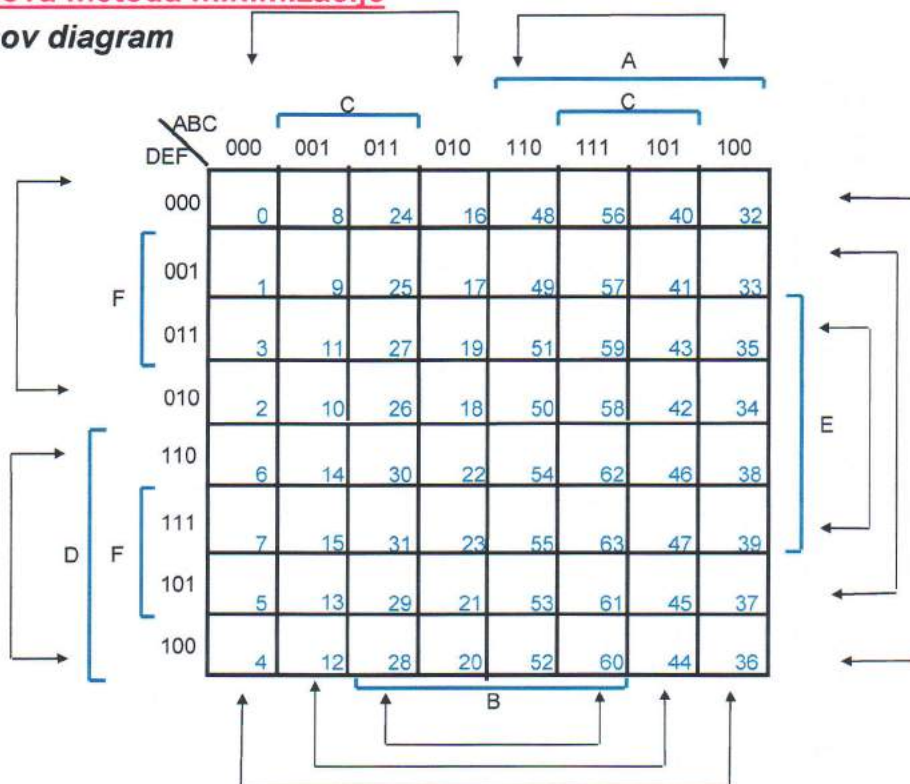 ov diagram
A
C C
ABC
DEF 000 001 011 010 110 111 101 100
000 0 8 24 16 48 56 40 32
001 1 9 25 17 49 57 41 33
F
011 3 11 27 19 51 59 43 35
010 2 10 26 18 50 58 42 34
E
110 6 14 30 22 54 62 46 38
111 7 15 31 23 55 63 47 39
D F
101 5 13 29 21 53 61 45 37
100 4 12 28 20 52 60 44 36
B